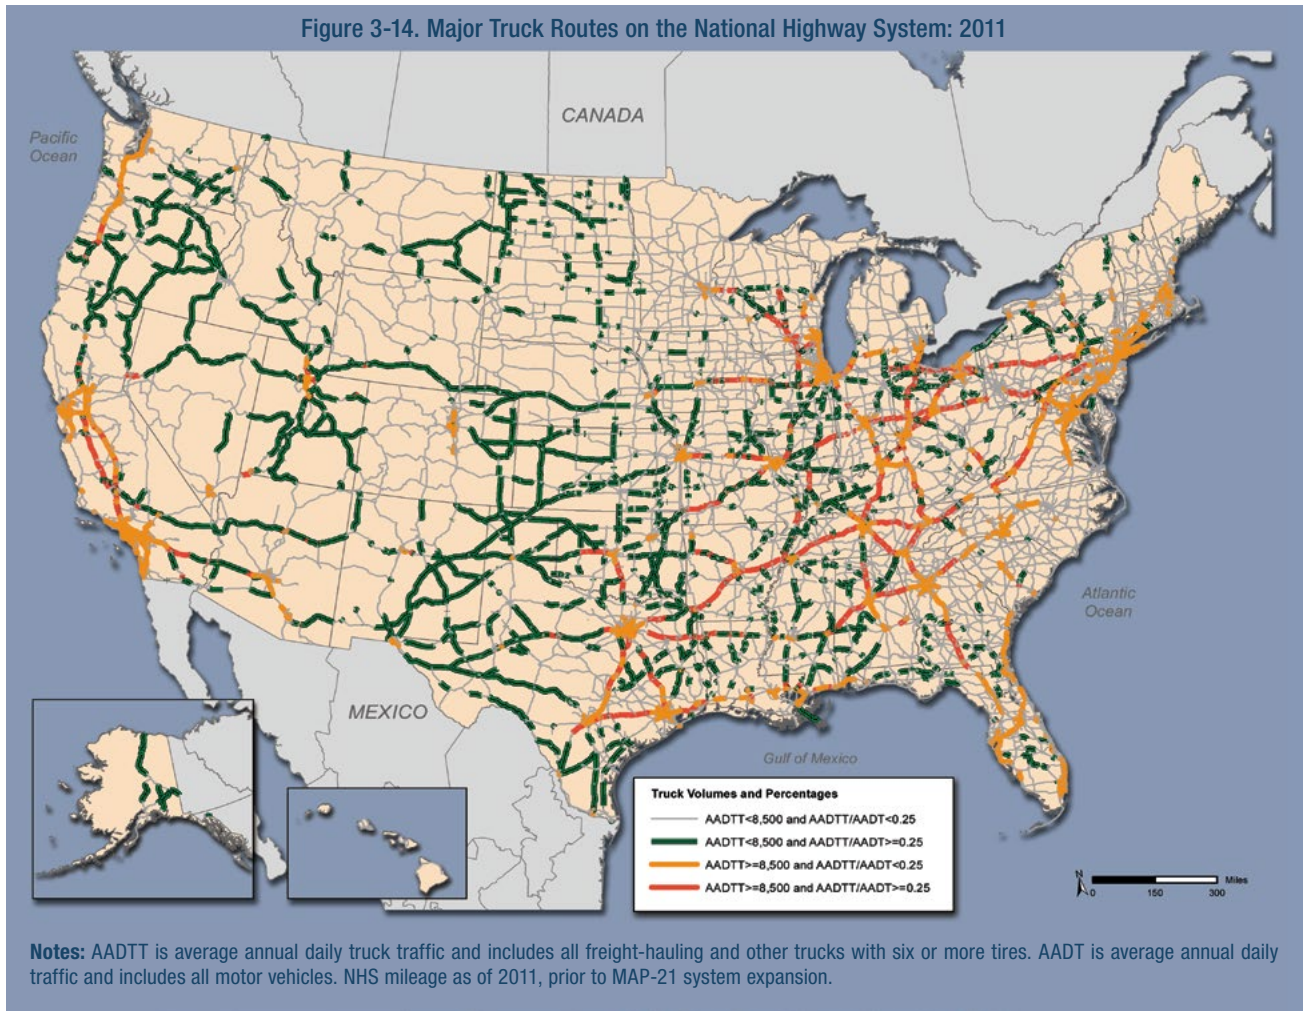 Figure 3-14. Major Truck Routes on the National Highway System: 2011
CANADA
Pacific
Ocean
Atlantic
Ocean
MEXICO
Gulf of Mexico
Truck Volumes and Percentages
AADTT<8,500 and AADTT/AADT<0.25
AADTT<8,500 and AADTT/AADT>=0.25
AADTT>=8,500 and AADTT/AADT<0.25
AADTT>=8,500 and AADTT/AADT>=0.25
N
Miles
0 150 300
Notes: AADTT is average annual daily truck traffic and includes all freight-hauling and other trucks with six or more tires. AADT is average annual daily
traffic and includes all motor vehicles. NHS mileage as of 2011, prior to MAP-21 system expansion.